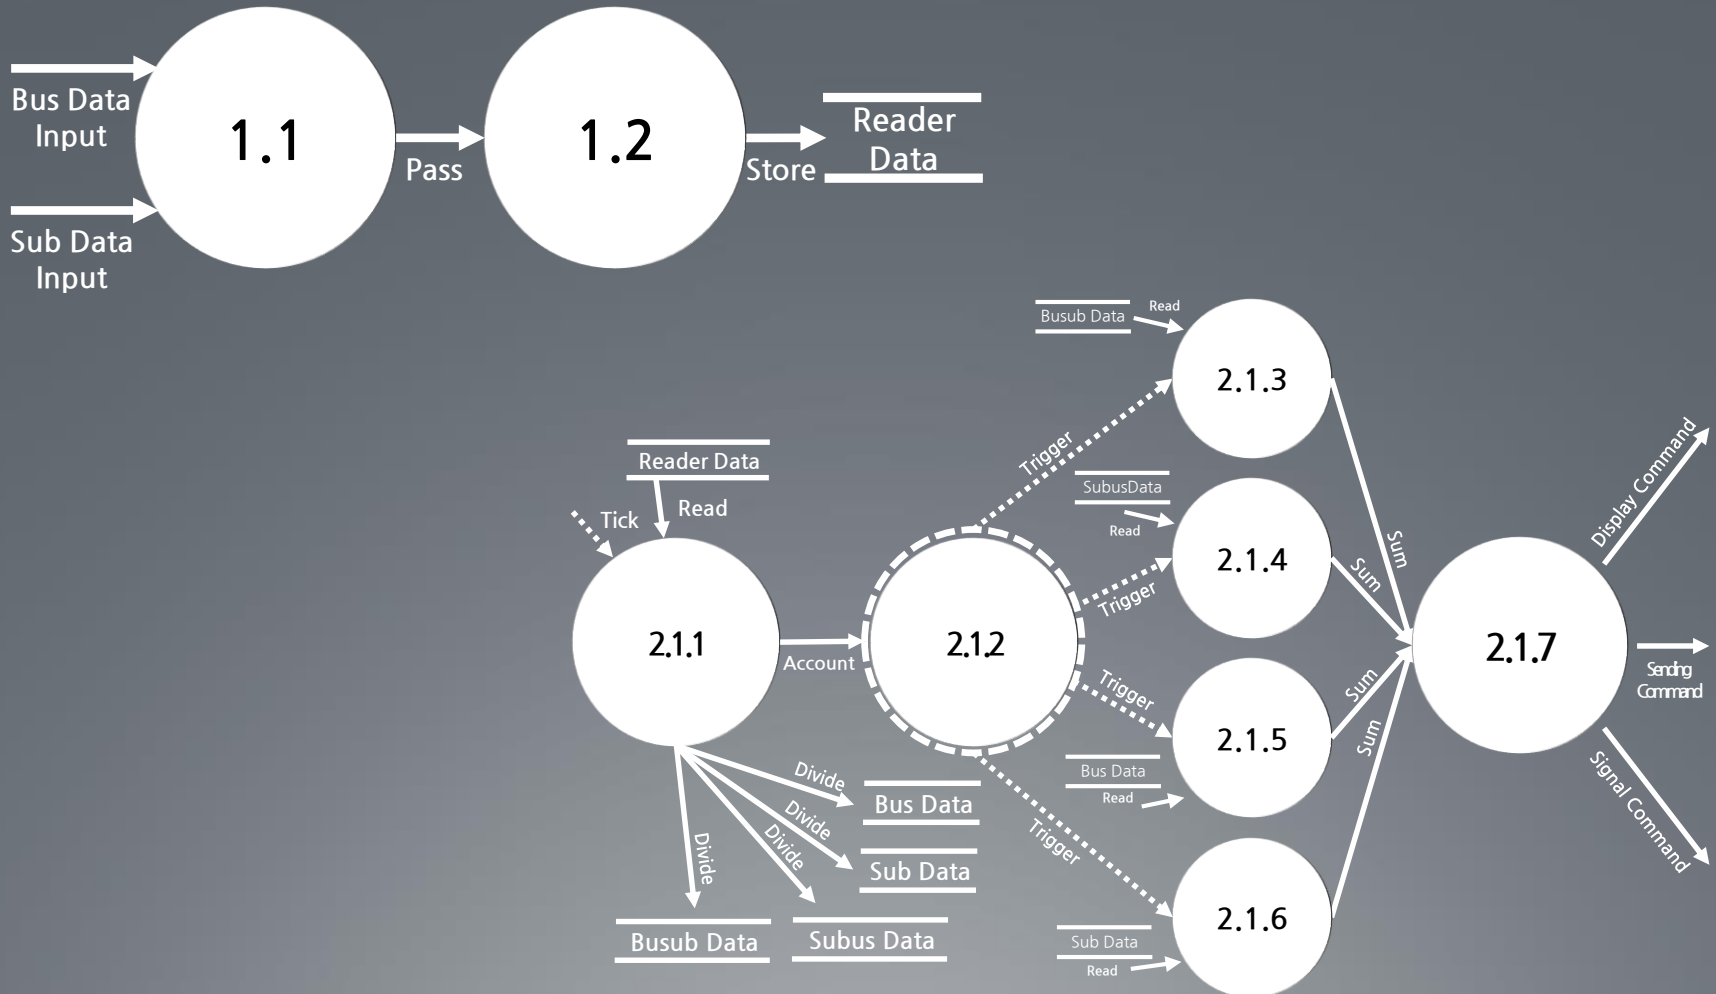 Bus Data
Input
Sub Data
Input
1.1
Pass
1.2
Store
Reader
Data
Busub Data
Read
2.1.3
Trigger
Reader Data
Read
Tick
SubusData
Read
2.1.4
Trigger
Sum
Sum
Display Command
2.1.1
Account
2.1.2
2.1.7
Sending
Command
Trigger
2.1.5
Sum
Sum
Bus Data
Read
Signal Command
Divide
Bus Data
Divide
Sub Data
Divide
Subus Data
Divide
Busub Data
Trigger
2.1.6
Sub Data
Read